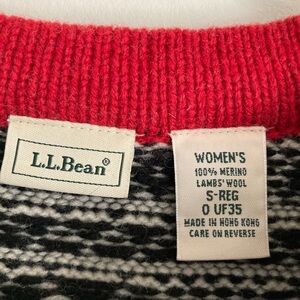 L.L.Bean®
WOMEN'S
100% MERINO
LAMBS' WOOL
S-REG
0 UF35
MADE IN HONG KONG
CARE ON REVERSE